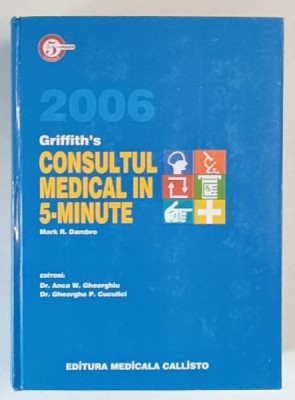 5
2006
Griffith's
CONSULTUL
MEDICAL IN
5-MINUTE
Mark R. Dambro
EDITORI:
Dr. Anca W. Gheorghiu
Dr. Gheorghe P. Cuculici
EDITURA MEDICALA CALLISTO